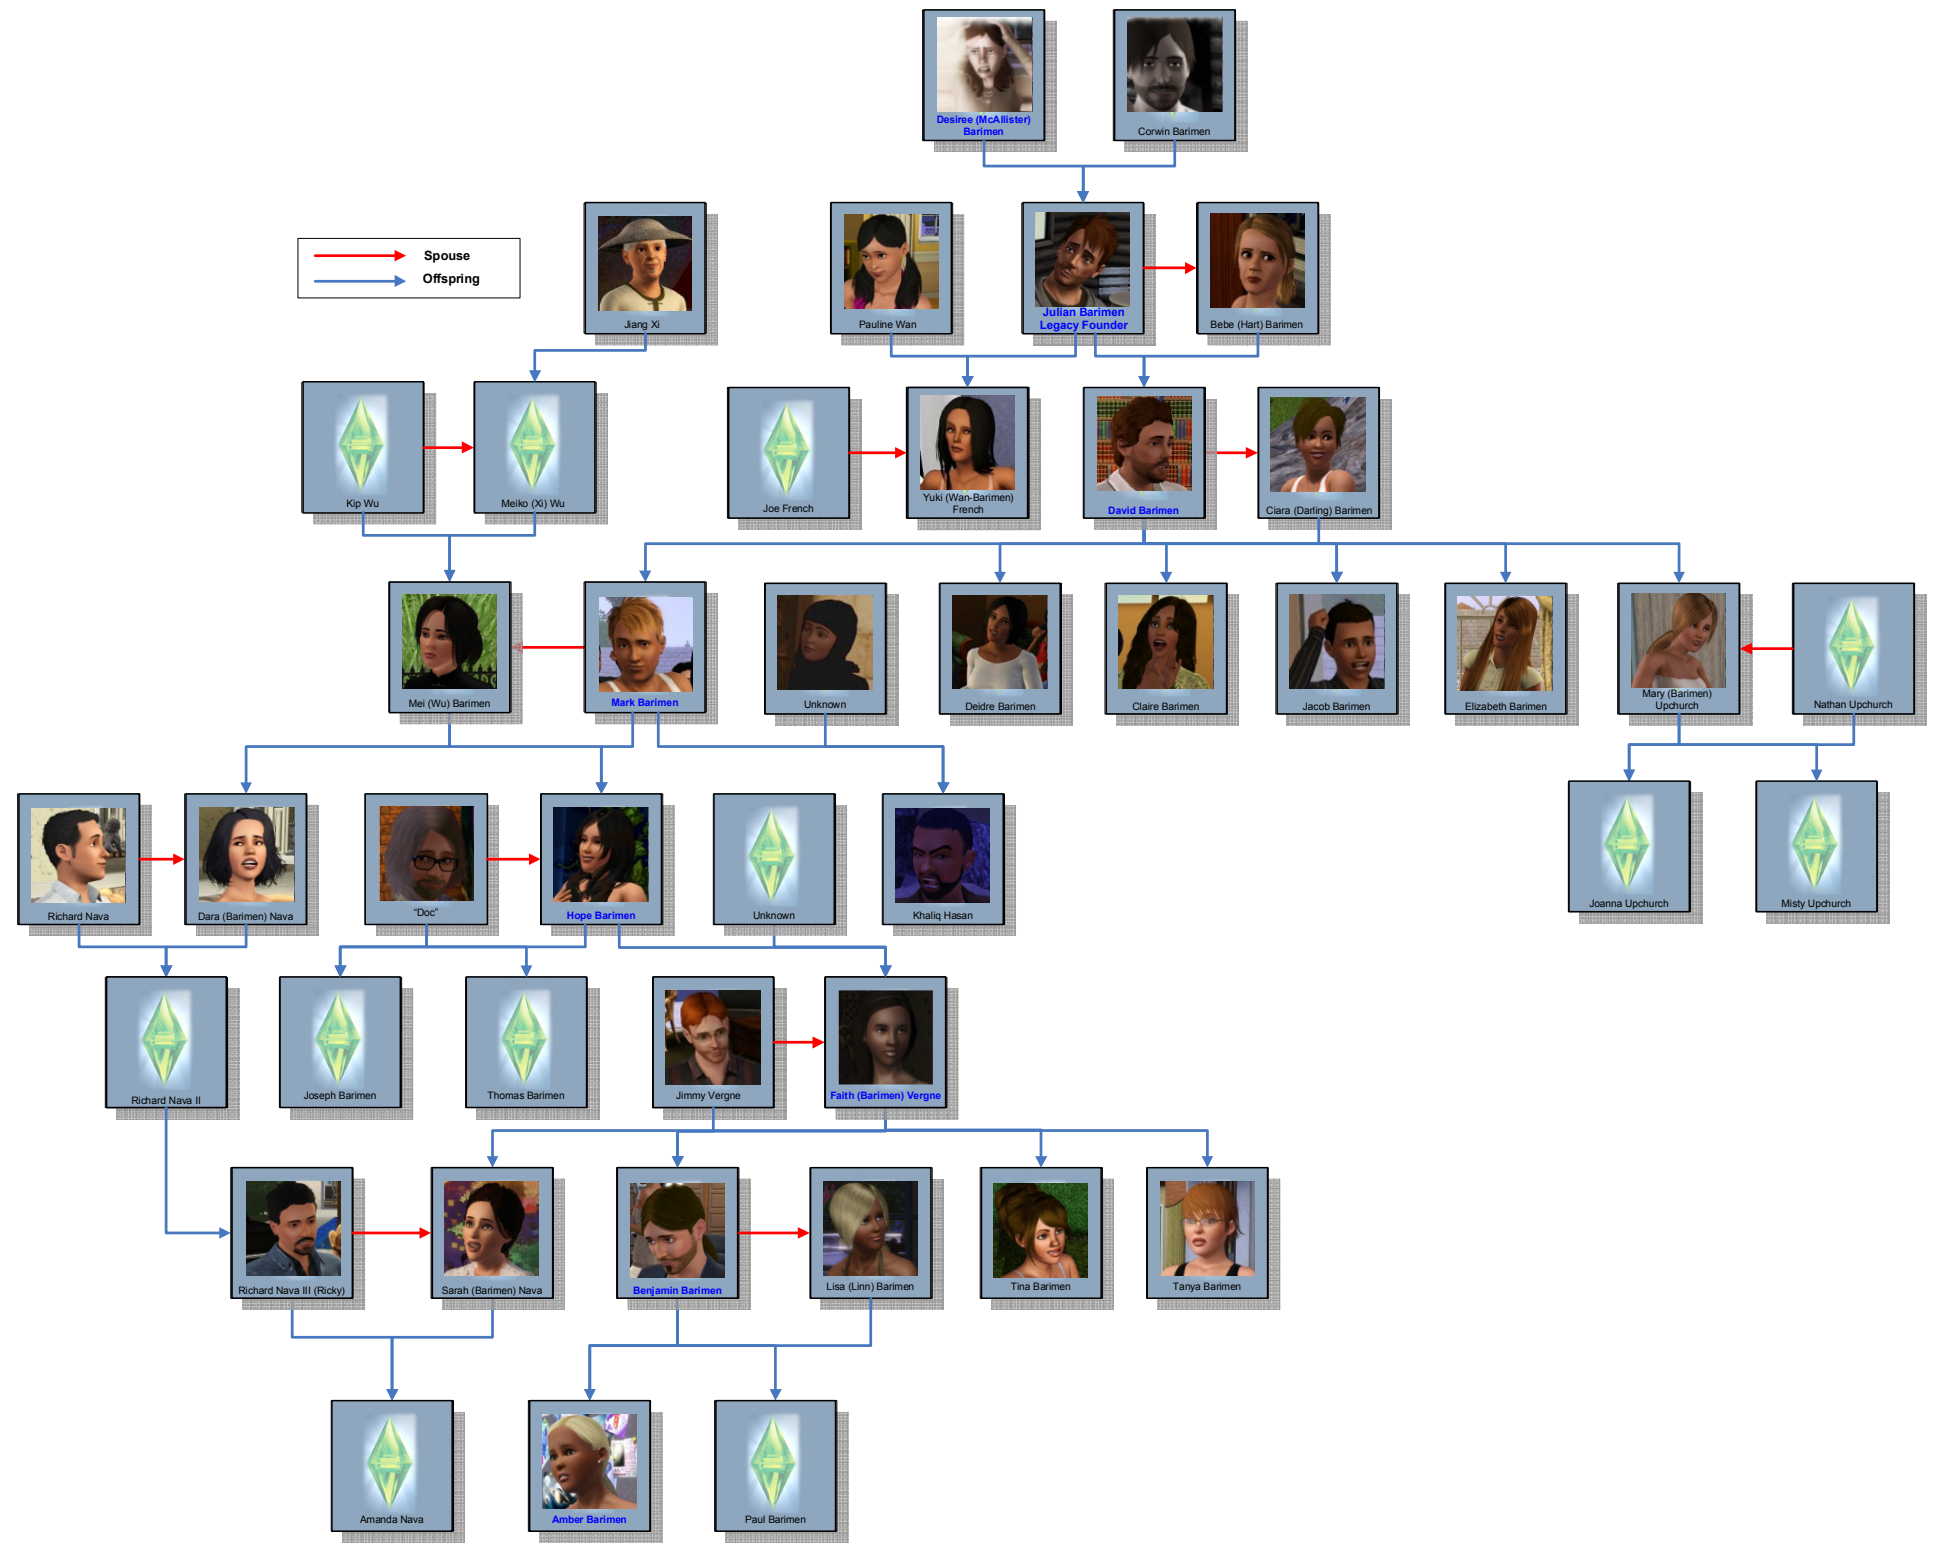 Desiree (McAllister)
Barimen
Corwin Barimen
Spouse
Offspring
Jiang Xi
Pauline Wan
Julian Barimen
Legacy Founder
Bebe (Hart) Barimen
Kip Wu
Meiko (Xi) Wu
Joe French
Yuki (Wan-Barimen)
French
David Barimen
Ciara (Darling) Barimen
Mei (Wu) Barimen
Mark Barimen
Unknown
Deidre Barimen
Claire Barimen
Jacob Barimen
Elizabeth Barimen
Mary (Barimen)
Upchurch
Nathan Upchurch
Richard Nava
Dara (Barimen) Nava
“Doc”
Hope Barimen
Unknown
Khaliq Hasan
Joanna Upchurch
Misty Upchurch
Richard Nava II
Joseph Barimen
Thomas Barimen
Jimmy Vergne
Faith (Barimen) Vergne
Richard Nava III (Ricky)
Sarah (Barimen) Nava
Benjamin Barimen
Lisa (Linn) Barimen
Tina Barimen
Tanya Barimen
Amanda Nava
Amber Barimen
Paul Barimen